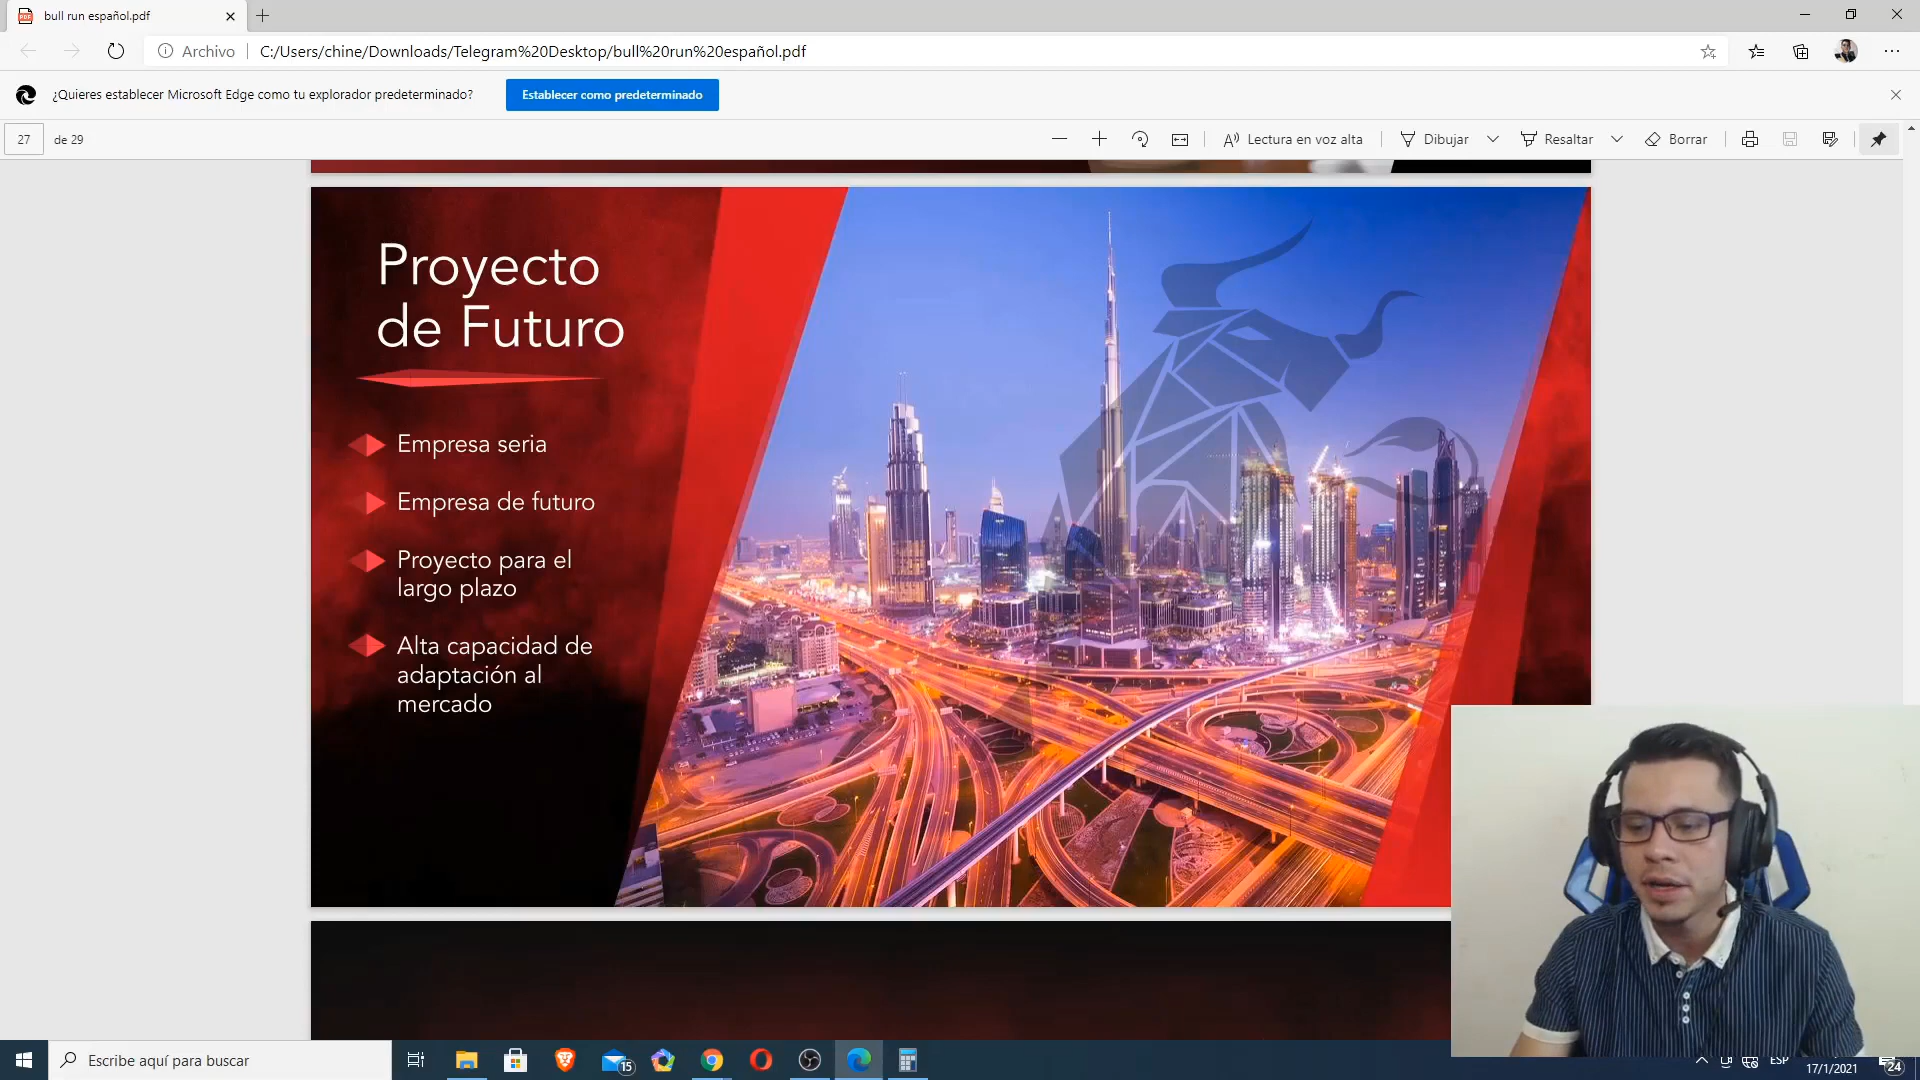 bull run español.pdf
Archivo C:/Users/chine/Downloads/Telegram%20Desktop/bull%20run%20español.pdf
¿Quieres establecer Microsoft Edge como tu explorador predeterminado? Establecer como predeterminado
27 de 29 Lectura en voz alta Dibujar Resaltar Borrar
Proyecto
de Futuro
Empresa seria
Empresa de futuro
Proyecto para el
largo plazo
Alta capacidad de
adaptación al
mercado
Escribe aquí para buscar
15
ESP
17/1/2021
24